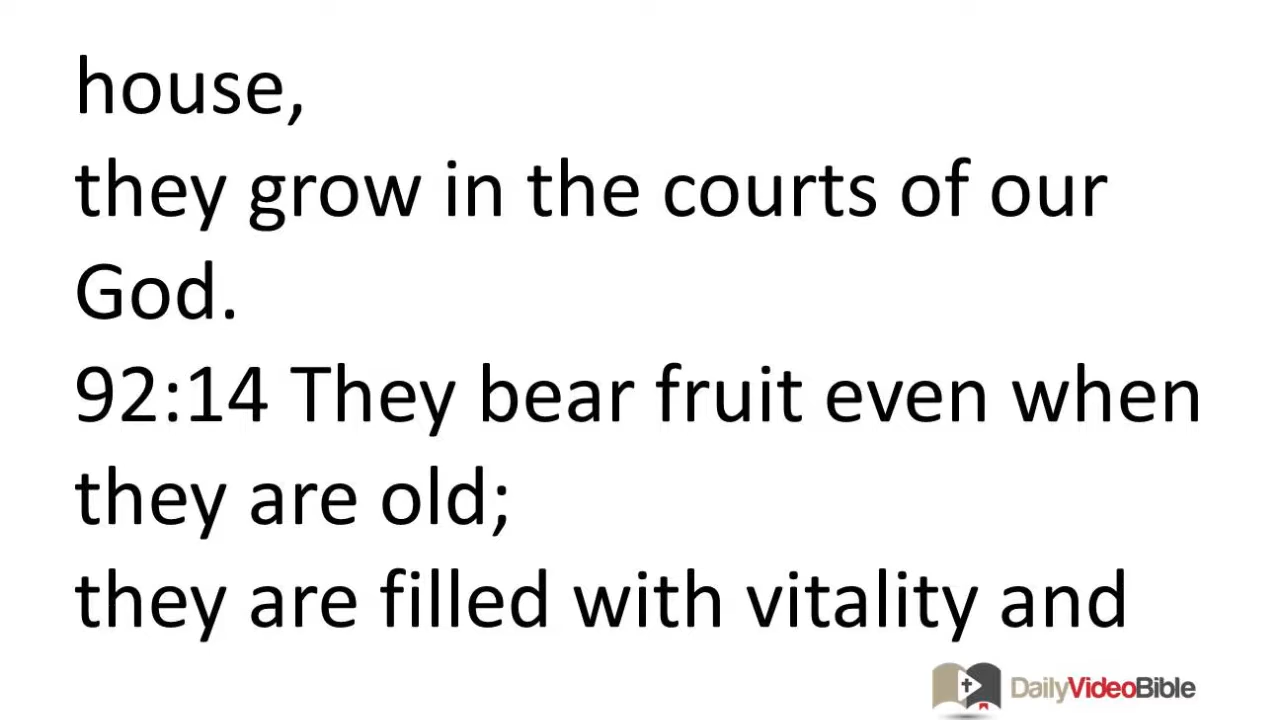 house,
they grow in the courts of our
God.
92:14 They bear fruit even when
they are old;
they are filled with vitality and
DailyVideoBible